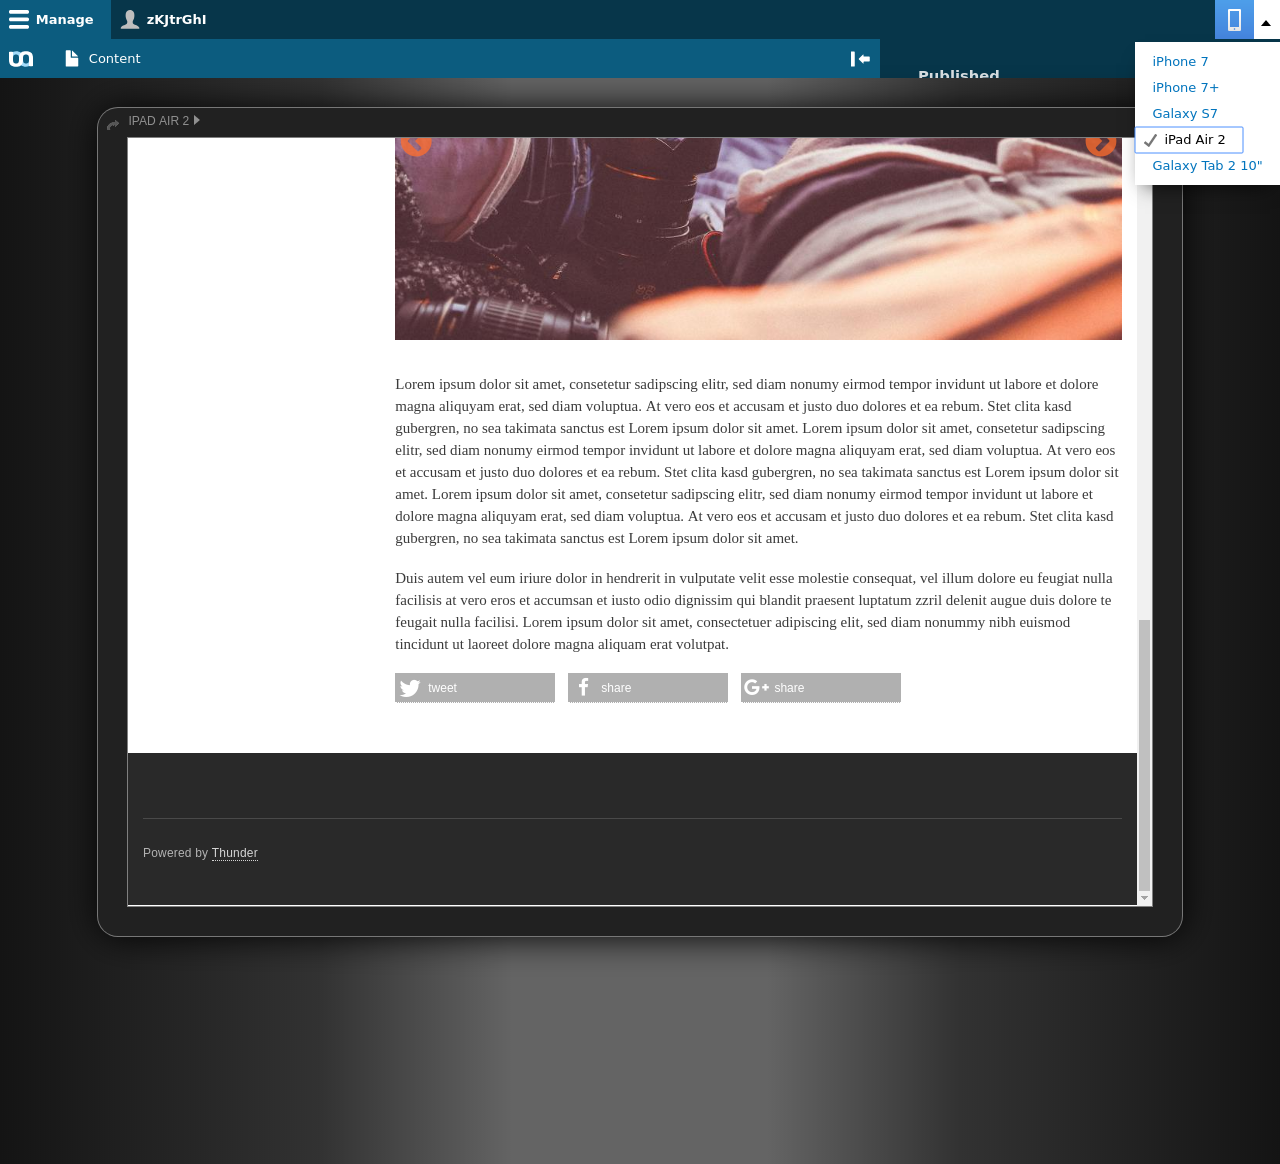 Manage
zKJtrGhI
Content
Published
iPhone 7
iPhone 7+
Galaxy S7
iPad Air 2
Galaxy Tab 2 10"
IPAD AIR 2
Lorem ipsum dolor sit amet, consetetur sadipscing elitr, sed diam nonumy eirmod tempor invidunt ut labore et dolore
magna aliquyam erat, sed diam voluptua. At vero eos et accusam et justo duo dolores et ea rebum. Stet clita kasd
gubergren, no sea takimata sanctus est Lorem ipsum dolor sit amet. Lorem ipsum dolor sit amet, consetetur sadipscing
elitr, sed diam nonumy eirmod tempor invidunt ut labore et dolore magna aliquyam erat, sed diam voluptua. At vero eos
et accusam et justo duo dolores et ea rebum. Stet clita kasd gubergren, no sea takimata sanctus est Lorem ipsum dolor sit
amet. Lorem ipsum dolor sit amet, consetetur sadipscing elitr, sed diam nonumy eirmod tempor invidunt ut labore et
dolore magna aliquyam erat, sed diam voluptua. At vero eos et accusam et justo duo dolores et ea rebum. Stet clita kasd
gubergren, no sea takimata sanctus est Lorem ipsum dolor sit amet.
Duis autem vel eum iriure dolor in hendrerit in vulputate velit esse molestie consequat, vel illum dolore eu feugiat nulla
facilisis at vero eros et accumsan et iusto odio dignissim qui blandit praesent luptatum zzril delenit augue duis dolore te
feugait nulla facilisi. Lorem ipsum dolor sit amet, consectetuer adipiscing elit, sed diam nonummy nibh euismod
tincidunt ut laoreet dolore magna aliquam erat volutpat.
tweet
share
share
Powered by Thunder